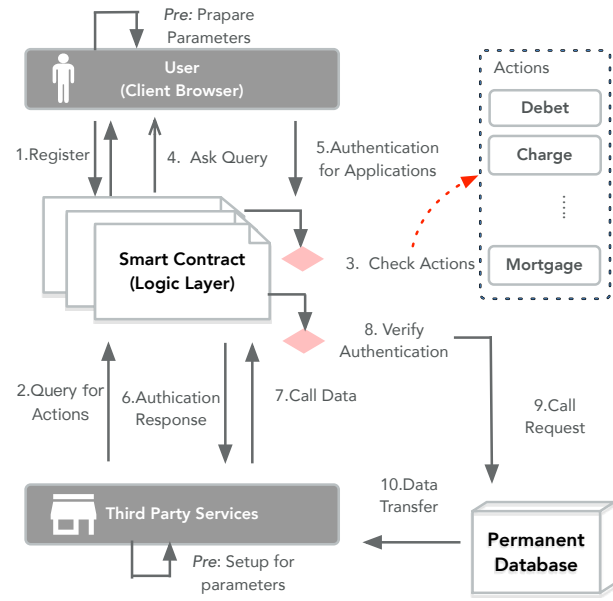 Pre: Prapare
Parameters
User
(Client Browser)
Actions
Debet
Charge
Mortgage
1.Register
4. Ask Query
5.Authentication
for Applications
Smart Contract
(Logic Layer)
3. Check Actions
8. Verify
Authentication
2.Query for
Actions
6.Authication
Response
7.Call Data
9.Call
Request
10.Data
Transfer
Third Party Services
Permanent
Database
Pre: Setup for
parameters